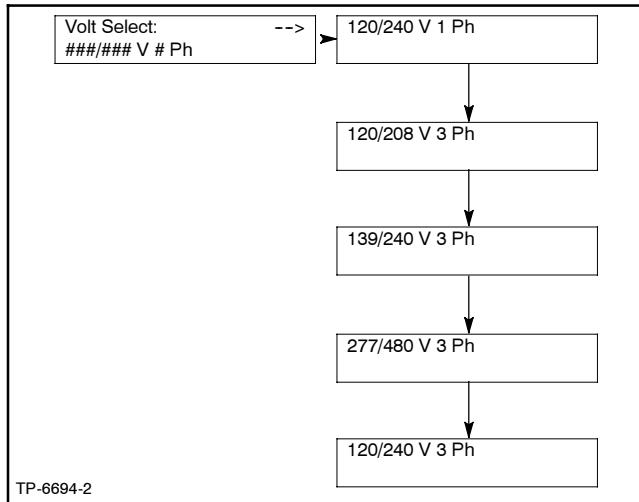 Volt Select: -->
###/### V # Ph
120/240 V 1 Ph
120/208 V 3 Ph
139/240 V 3 Ph
277/480 V 3 Ph
120/240 V 3 Ph
TP-6694-2